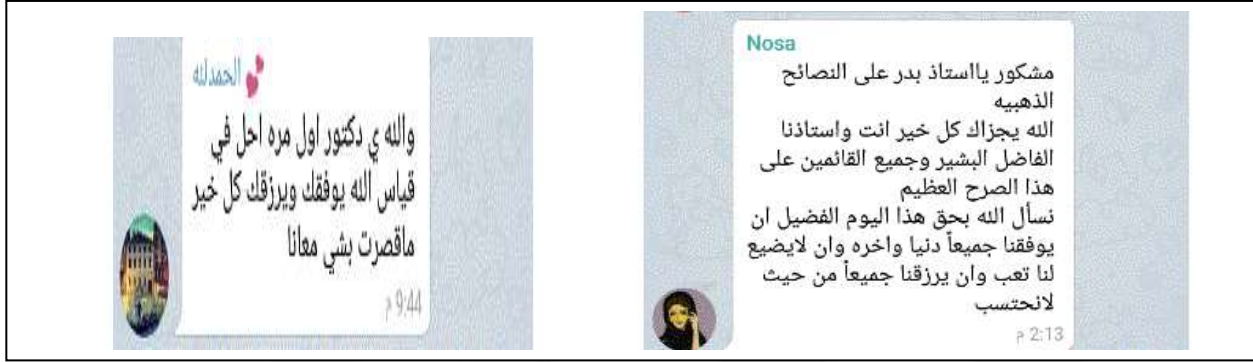 Nosa
مشكور يااستاذ بدر على النصائح
الذهبيه
الله يجزاك كل خير انت واستاذنا
الفاضل البشير وجميع القائمين على
هذا الصرح العظيم
نسأل الله بحق هذا اليوم الفضيل ان
يوفقنا جميعاً دنيا واخره وان لايضيع
لنا تعب وان يرزقنا جميعاً من حيث
لانحتسب
2:13 م
الحمدلله
والله ي دكتور اول مره احل في
قياس الله يوفقك ويرزقك كل خير
ماقصرت بشي معانا
9:44 م